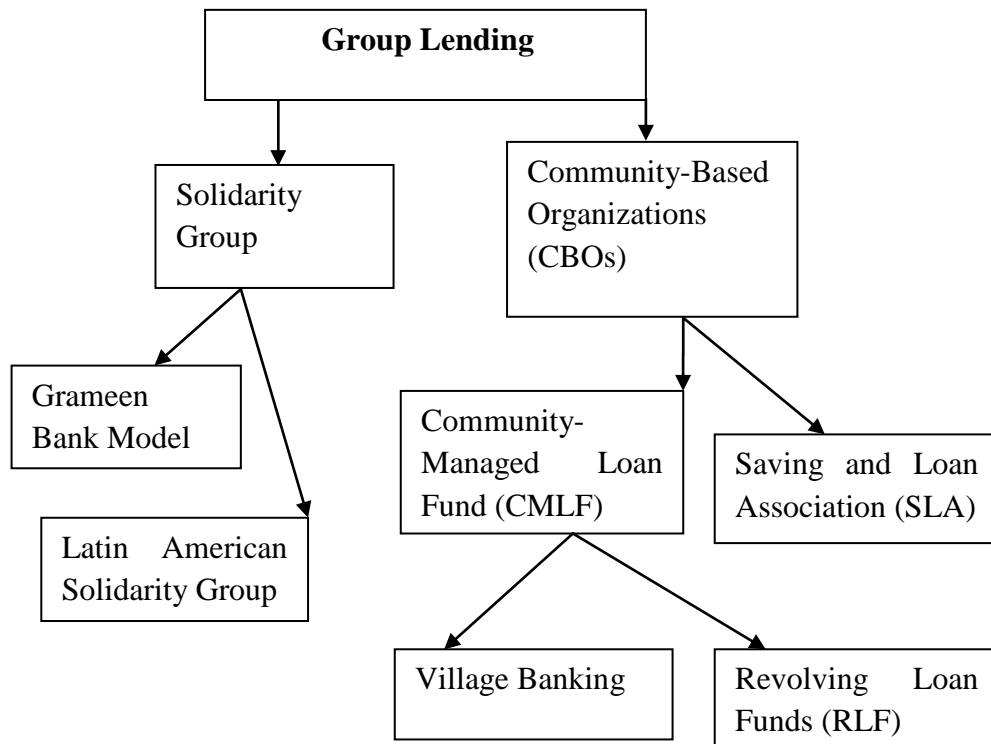 Group Lending
Solidarity
Group
Community-Based
Organizations
(CBOs)
Grameen
Bank Model
Community-
Managed Loan
Fund (CMLF)
Saving and Loan
Association (SLA)
Latin American
Solidarity Group
Village Banking
Revolving Loan
Funds (RLF)